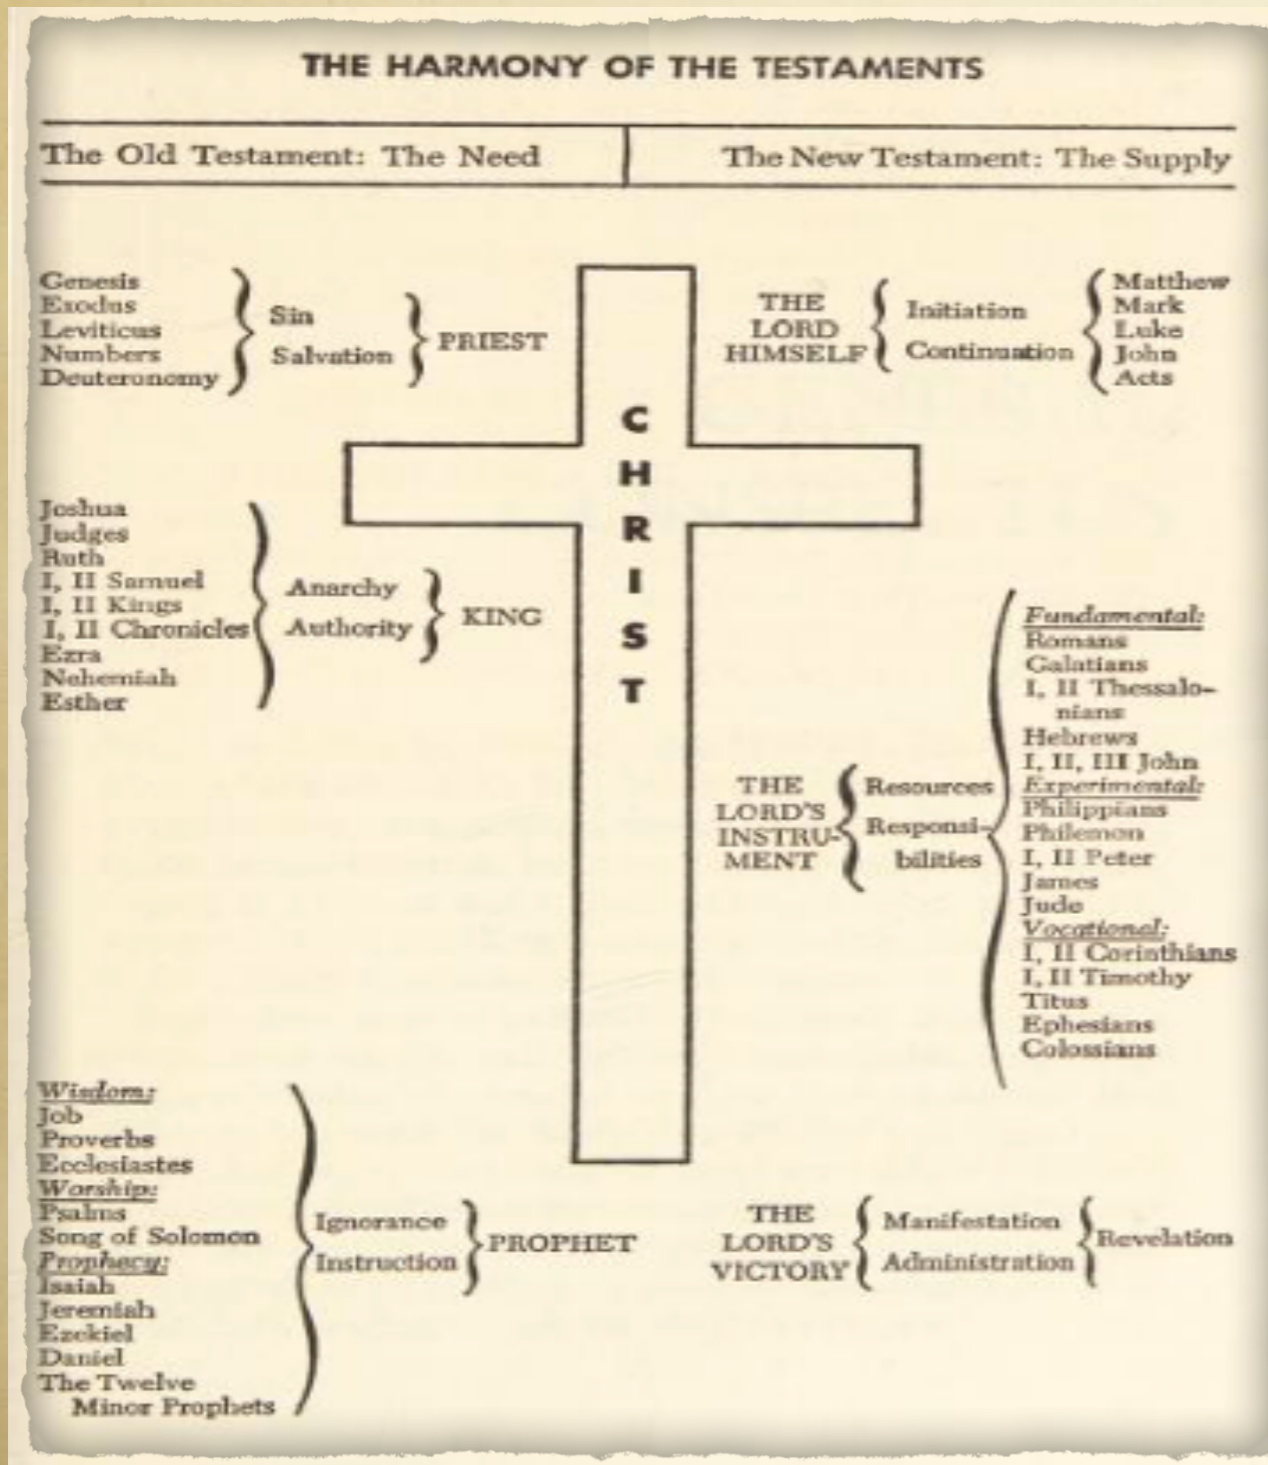 THE HARMONY OF THE TESTAMENTS
The Old Testament: The Need
The New Testament: The Supply
Genesis
Exodus
Leviticus
Numbers
Deuteronomy
Sin
Salvation
PRIEST
Joshua
Judges
Ruth
I, II Samuel
I, II Kings
I, II Chronicles
Ezra
Nehemiah
Esther
Anarchy
Authority
KING
Wisdom:
Job
Proverbs
Ecclesiastes
Worship:
Psalms
Song of Solomon
Prophecy:
Isaiah
Jeremiah
Ezekiel
Daniel
The Twelve
Minor Prophets
Ignorance
Instruction
PROPHET
C
H
R
I
S
T
THE
LORD
HIMSELF
Initiation
Continuation
Matthew
Mark
Luke
John
Acts
THE
LORD'S
INSTRU-
MENT
Resources
Responsi-
bilities
Fundamental:
Romans
Galatians
I, II Thessalo-
nians
Hebrews
I, II, III John
Experimental:
Philippians
Philemon
I, II Peter
James
Jude
Vocational:
I, II Corinthians
I, II Timothy
Titus
Ephesians
Colossians
THE
LORD'S
VICTORY
Manifestation
Administration
Revelation